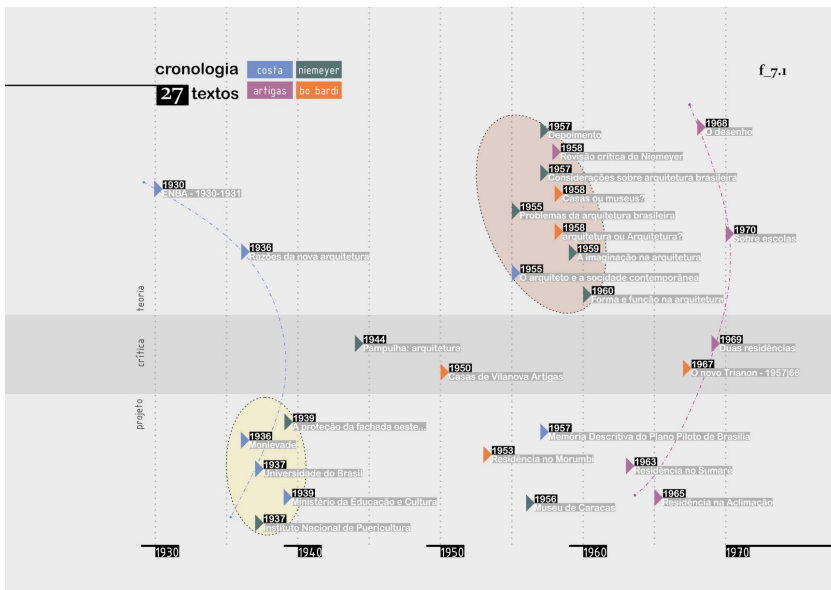 cronologia
costa
niemeyer
27 textos
artigas
bo bardi
f_7.1
1957
Depoimento
1968
O desenho
1958
Revisão crítica de Niemeyer
1957
Considerações sobre arquitetura brasileira
1930
ENBA - 1930-1931
1958
Casas ou museus?
1955
Problemas da arquitetura brasileira
1958
arquitetura ou Arquitetura?
1970
Sobre escolas
1936
Razões da nova arquitetura
1959
A imaginação na arquitetura
1955
O arquiteto e a socidade contemporânea
1960
Forma e função na arquitetura
teoria
1944
Pampulha: arquitetura
1969
Duas residências
crítica
1950
Casas de Vilanova Artigas
1967
O novo Trianon - 1957|68
projeto
1939
A proteção da fachada oeste...
1936
Monlevade
1957
Memória Descritiva do Plano Piloto de Brasília
1953
Residência no Morumbi
1937
Universidade do Brasil
1963
Residência no Sumaré
1939
Ministério da Educação e Cultura
1956
Museu de Caracas
1965
Residência na Aclimação
1937
Instituto Nacional de Puericultura
1930
1940
1950
1960
1970